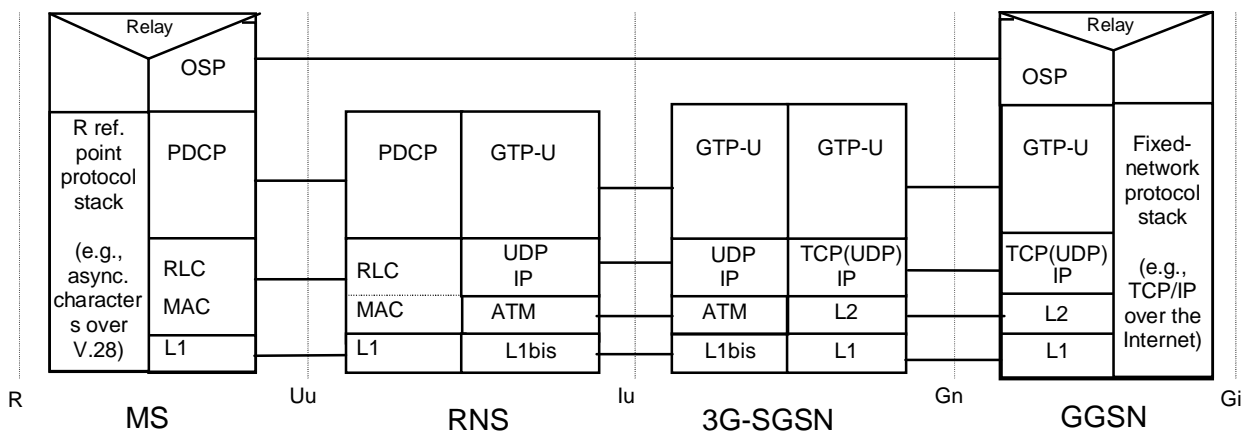 Relay
Relay
OSP
OSP
R ref.
point
protocol
stack
(e.g.,
async.
character
s over
V.28)
PDCP
RLC
MAC
L1
PDCP
RLC
MAC
L1
GTP-U
UDP
IP
ATM
L1bis
GTP-U
UDP
IP
ATM
L1bis
GTP-U
TCP(UDP)
IP
L2
L1
GTP-U
TCP(UDP)
IP
L2
L1
Fixed-
network
protocol
stack
(e.g.,
TCP/IP
over the
Internet)
R
MS
Uu
RNS
Iu
3G-SGSN
Gn
GGSN
Gi